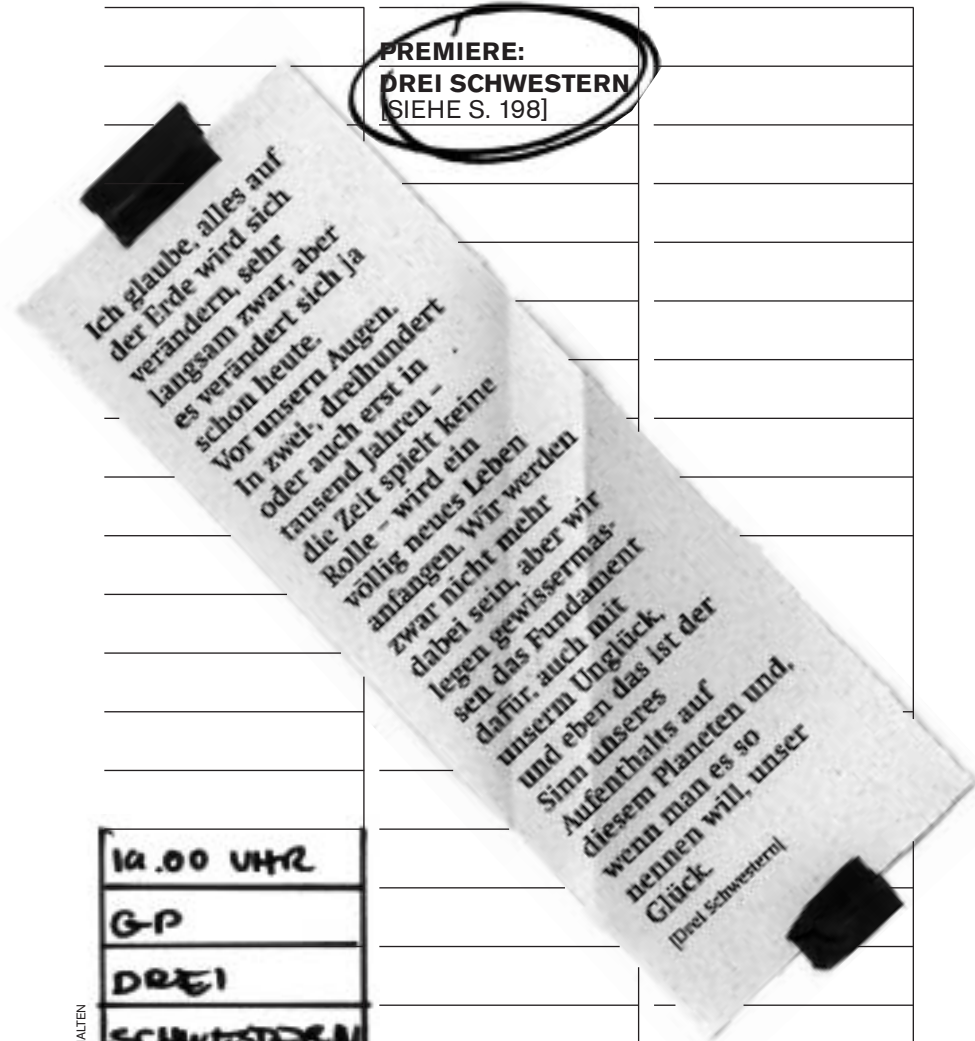 PREMIERE:
DREI SCHWESTERN
[SIEHE S. 198]
Ich glaube, alles auf
der Erde wird sich
verändern, sehr
langsam zwar, aber
es verändert sich ja
schon heute.
Vor unsern Augen.
In zwei-, dreihundert
oder auch erst in
tausend Jahren –
die Zeit spielt keine
Rolle – wird ein
völlig neues Leben
anfangen. Wir werden
zwar nicht mehr
dabei sein, aber wir
legen gewissermas-
sen das Fundament
dafür, auch mit
unserm Unglück,
und eben das ist der
Sinn unseres
Aufenthalts auf
diesem Planeten und,
wenn man es so
nennen will, unser
Glück.
[Drei Schwestern]
19.00 UHR
GP
DREI
SCHWESTERN
ALTEN